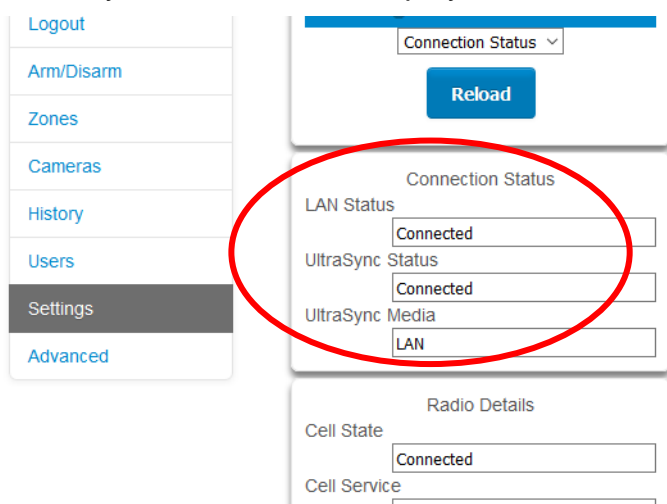 Logout
Arm/Disarm
Zones
Cameras
History
Users
Settings
Advanced
Connection Status
Reload
Connection Status
LAN Status
Connected
UltraSync Status
Connected
UltraSync Media
LAN
Radio Details
Cell State
Connected
Cell Service